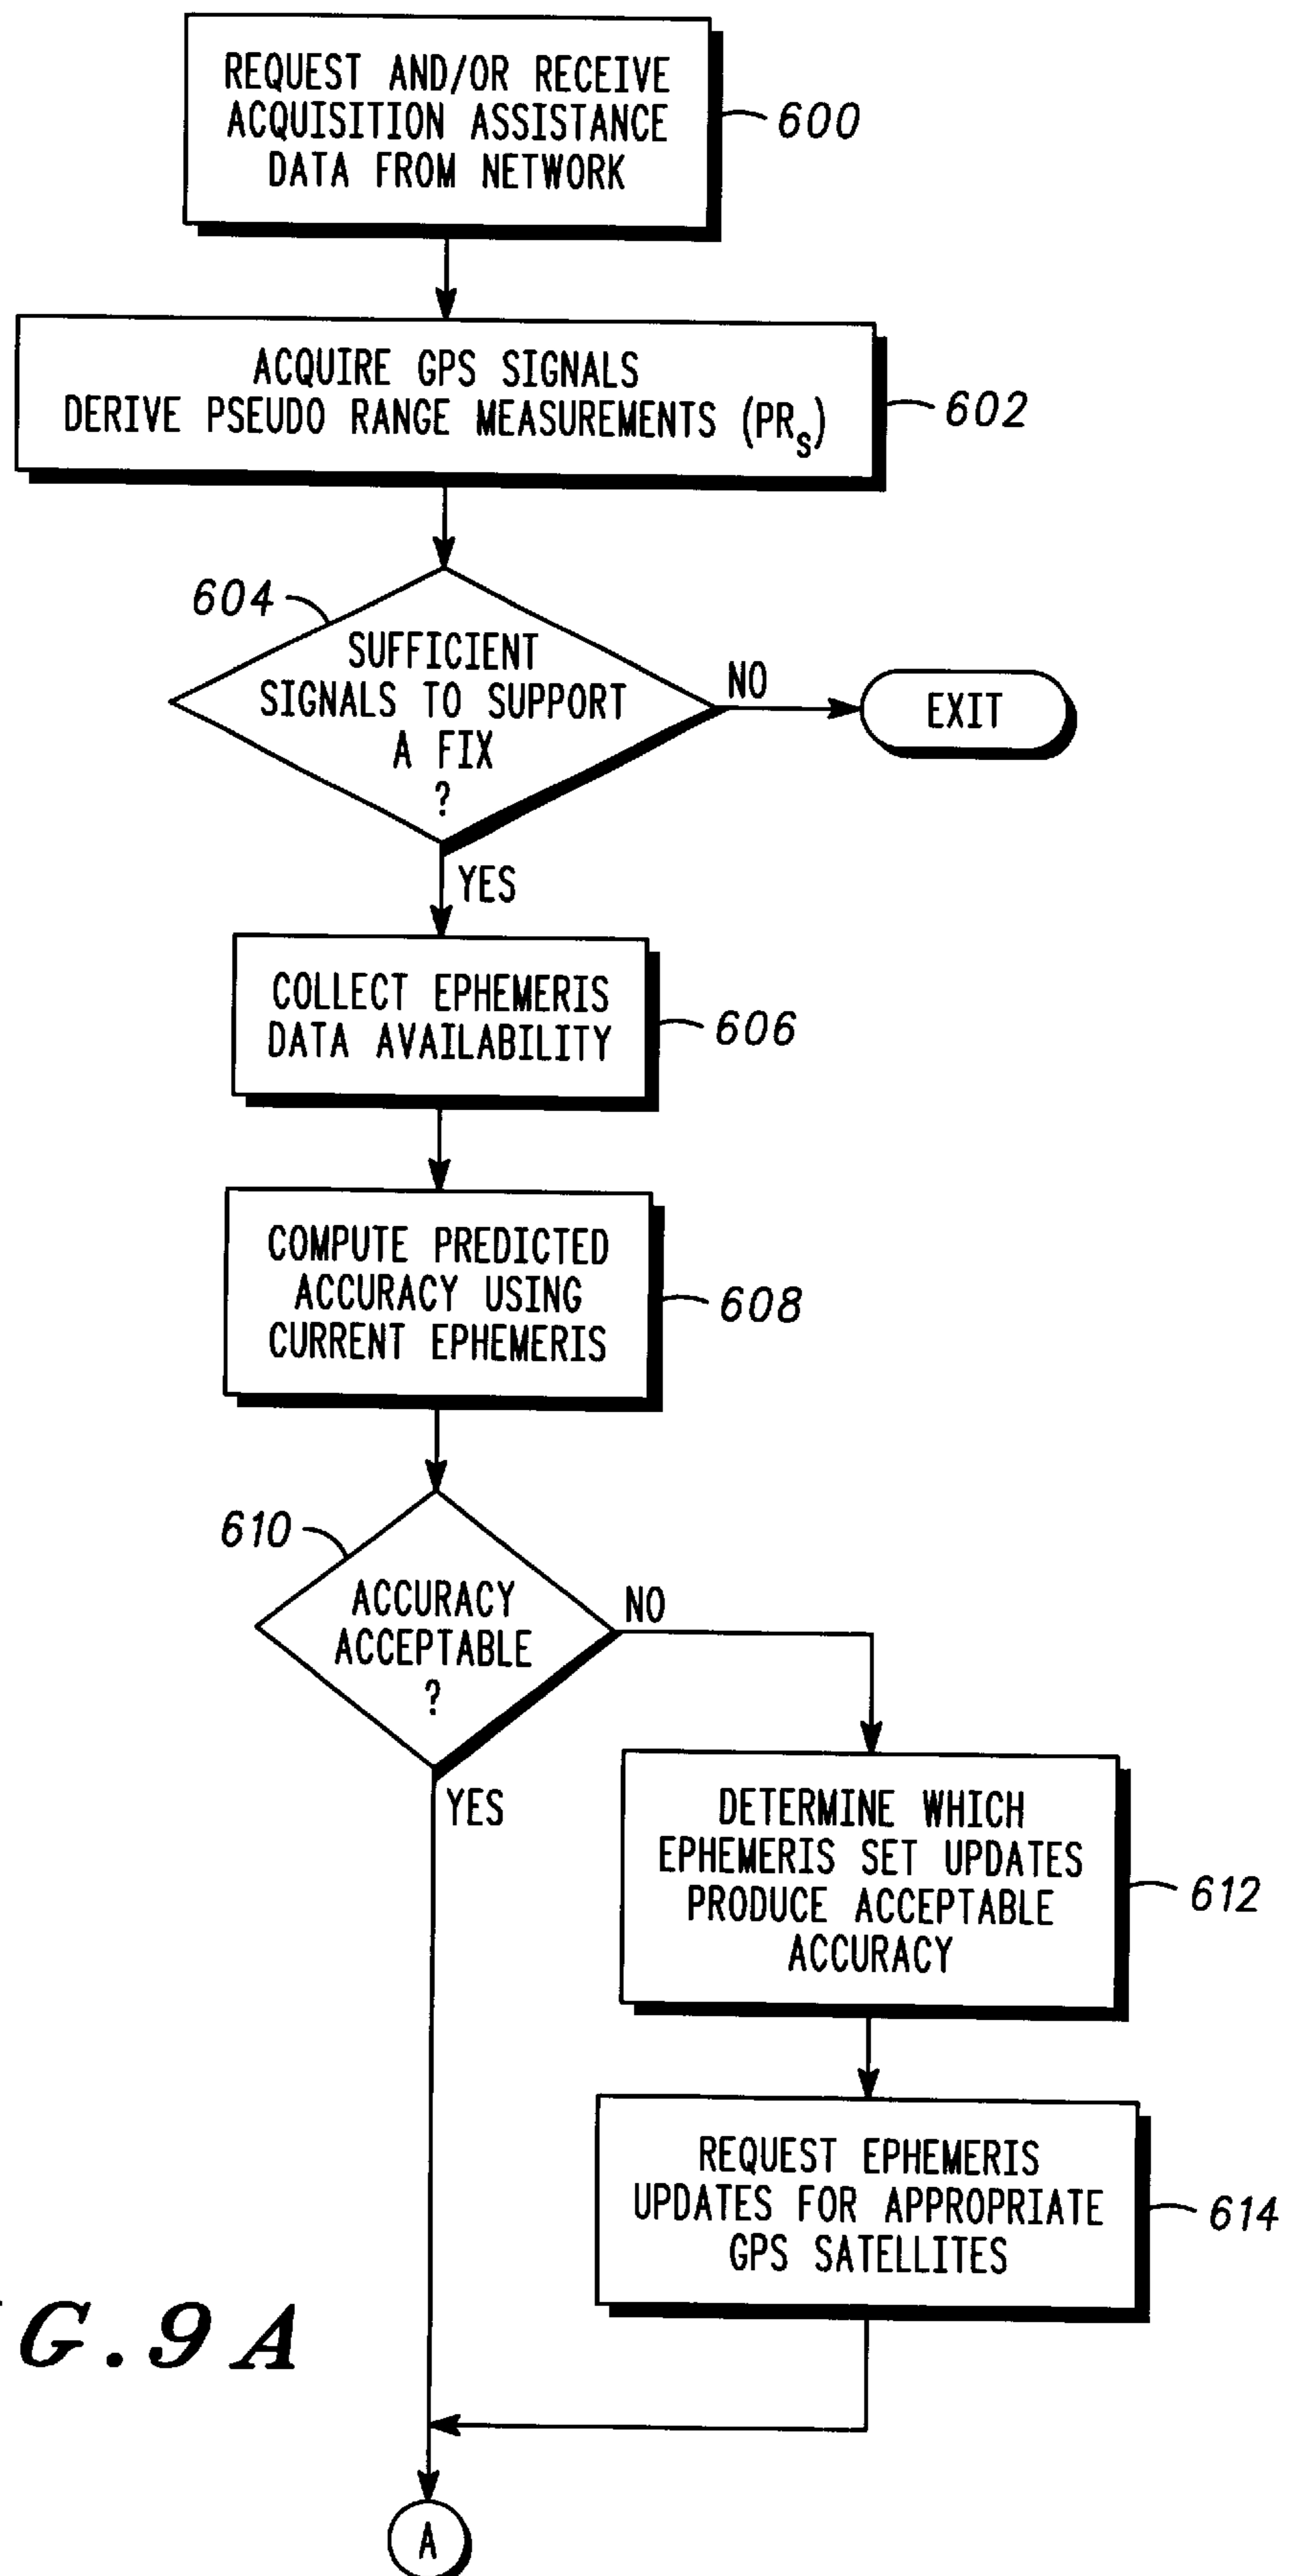 REQUEST AND/OR RECEIVE
ACQUISITION ASSISTANCE
DATA FROM NETWORK
600
ACQUIRE GPS SIGNALS
DERIVE PSEUDO RANGE MEASUREMENTS (PRs)
602
604
SUFFICIENT
SIGNALS TO SUPPORT
A FIX
?
NO
EXIT
YES
COLLECT EPHEMERIS
DATA AVAILABILITY
606
COMPUTE PREDICTED
ACCURACY USING
CURRENT EPHEMERIS
608
610
ACCURACY
ACCEPTABLE
?
NO
YES
DETERMINE WHICH
EPHEMERIS SET UPDATES
PRODUCE ACCEPTABLE
ACCURACY
612
REQUEST EPHEMERIS
UPDATES FOR APPROPRIATE
GPS SATELLITES
614
G.9A
A